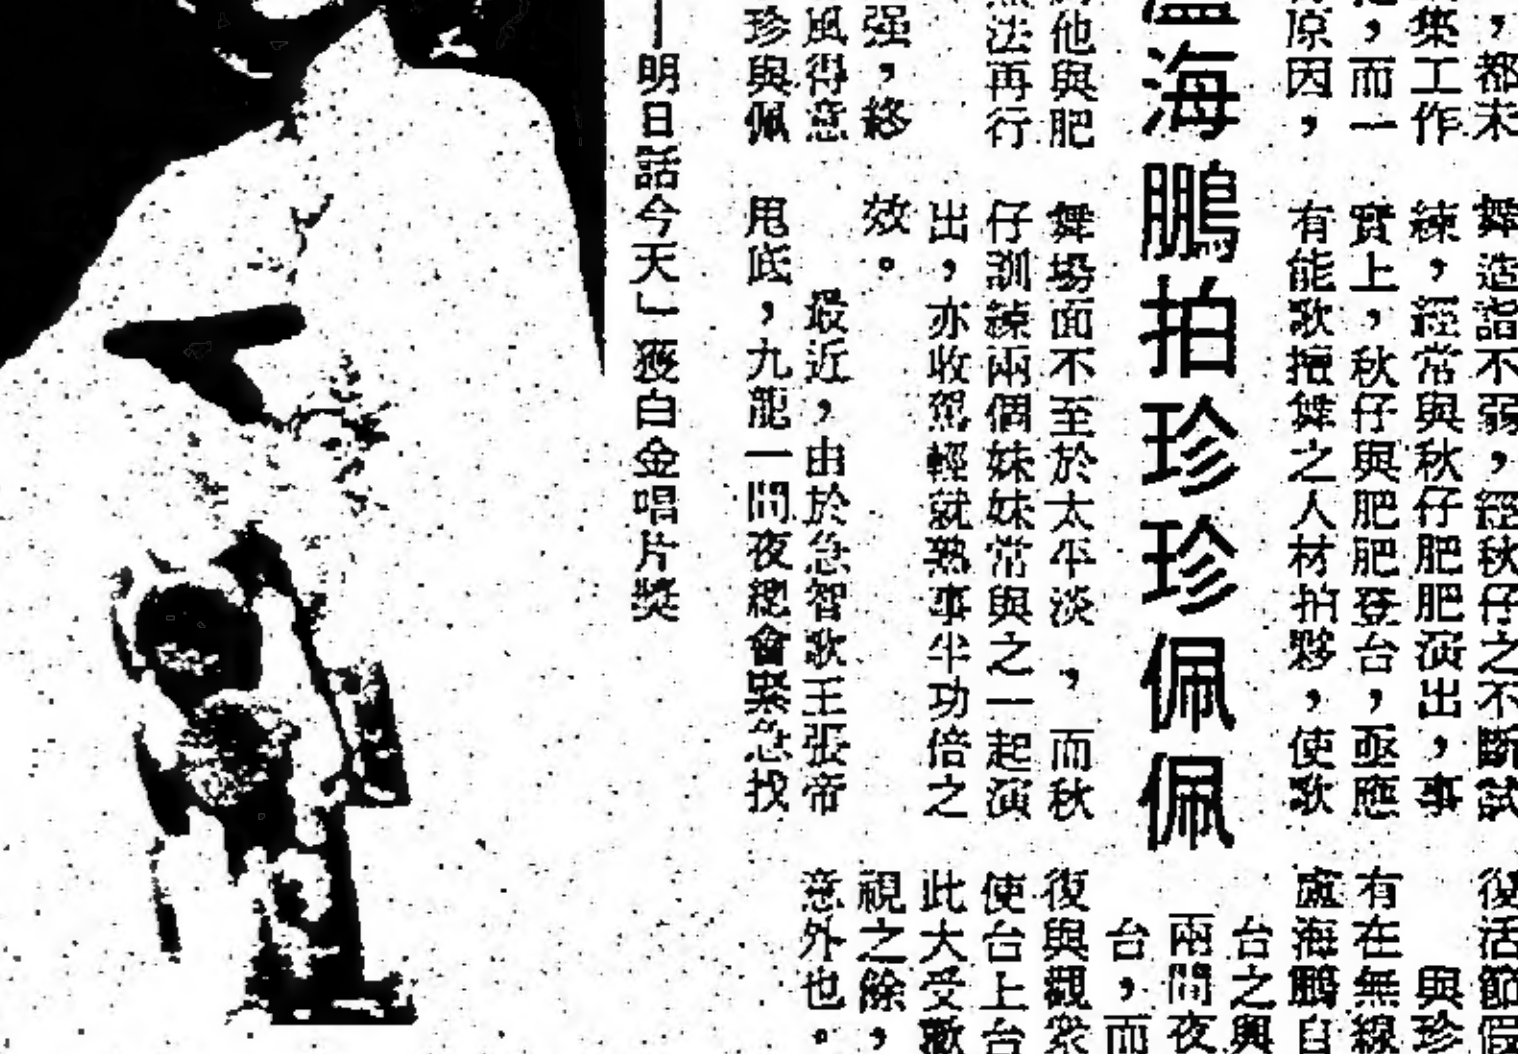 盧海鵬拍珍珍佩佩
，都未
集工作
，而一
原因，
他與肥
法再行
强，終
風得意
珍與佩
舞造詣不弱，經秋仔之不斷試
練，經常與秋仔肥肥演出，事
實上，秋仔與肥肥登台，亟應
有能歌擅舞之人材拍夥，使歌
舞場面不至於太平淡，而秋
仔訓練兩個妹妹常與之一起演
出，亦收駕輕就熟事半功倍之
效。
最近，由於急智歌王張帝
甩底，九龍一間夜總會緊急找
復活節假
與珍
有在無線
盧海鵬自
台之與
兩間夜
台，而
復與觀衆
使台上台
此大受歡
視之餘，
意外也。
明日話今天」獲白金唱片獎